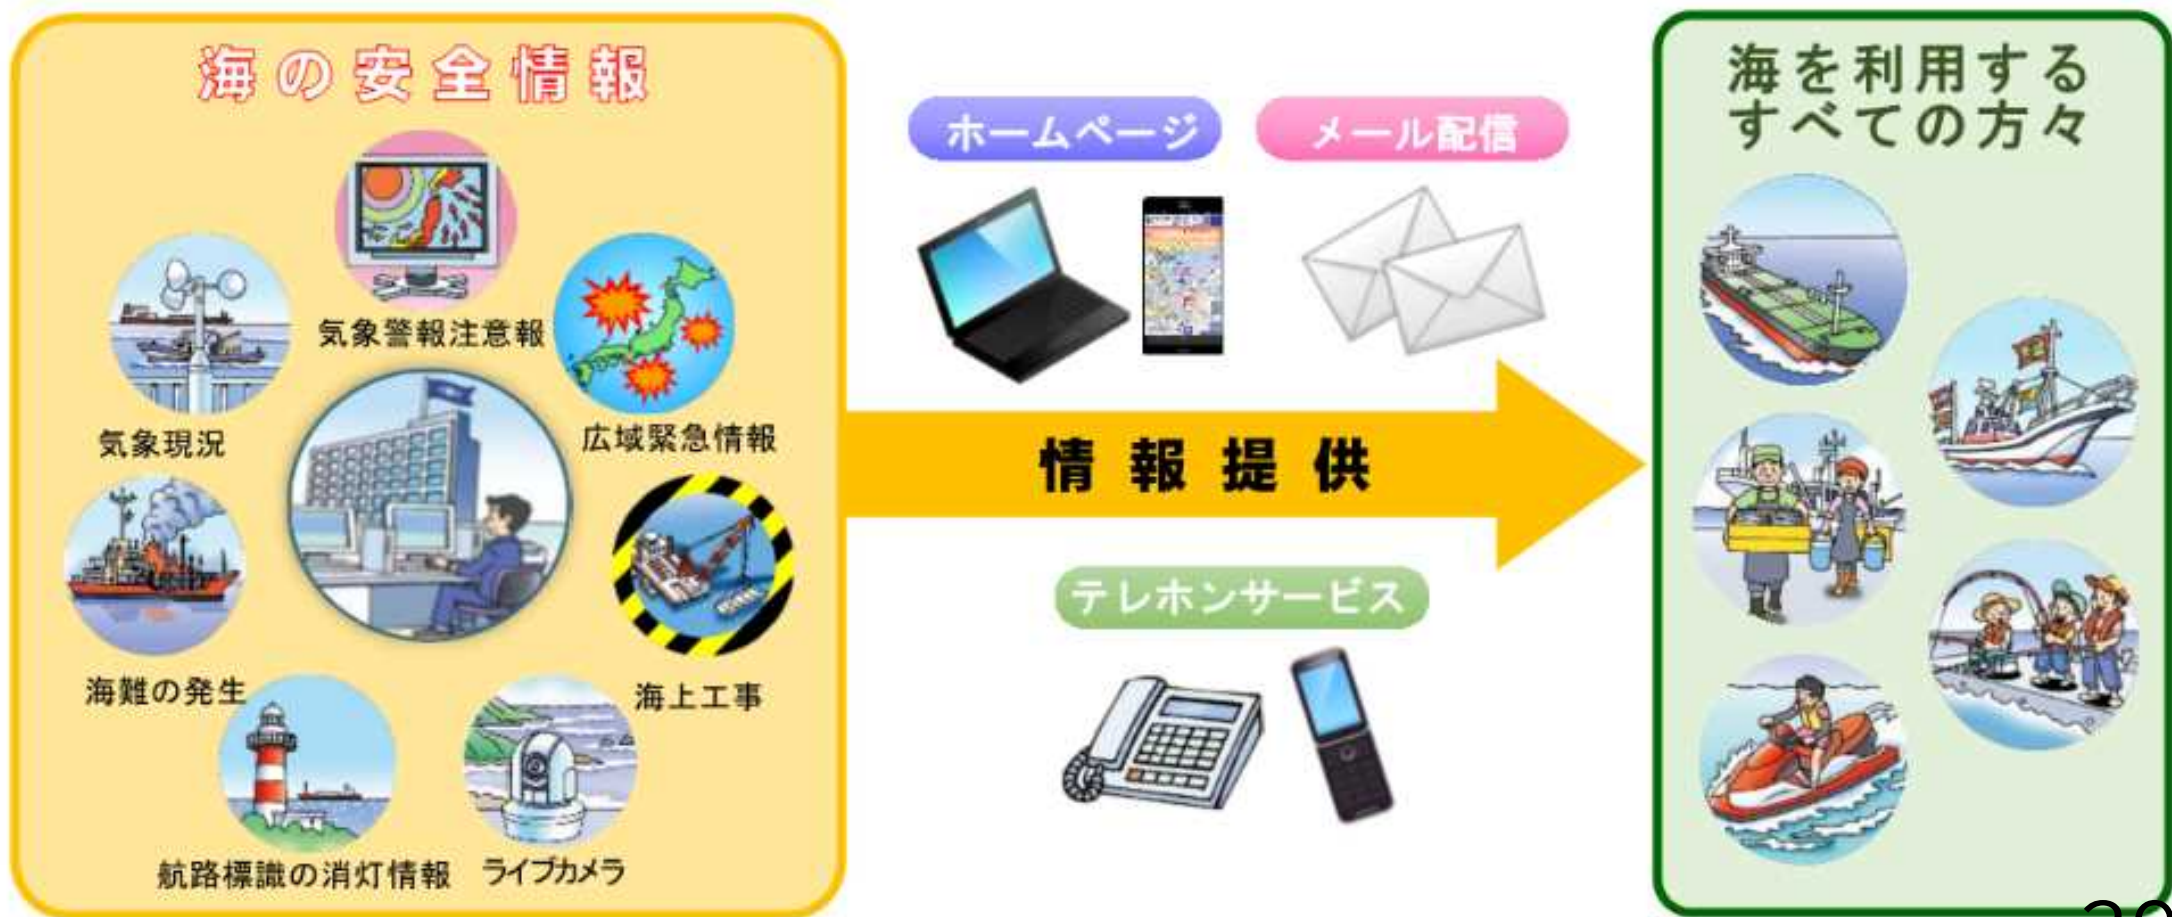 海の安全情報
気象警報注意報
気象現況
広域緊急情報
海難の発生
海上工事
航路標識の消灯情報
ライブカメラ
ホームページ
メール配信
情報提供
テレホンサービス
海を利用する
すべての方々